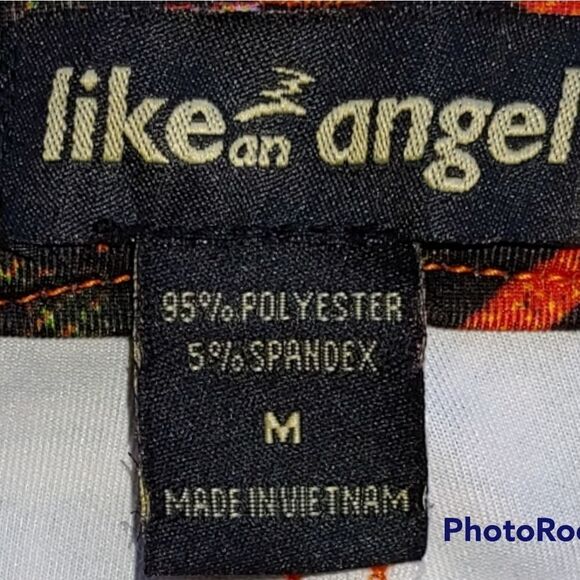 like an angel
95% POLYESTER
5% SPANDEX
M
MADE IN VIETNAM
PhotoRoo